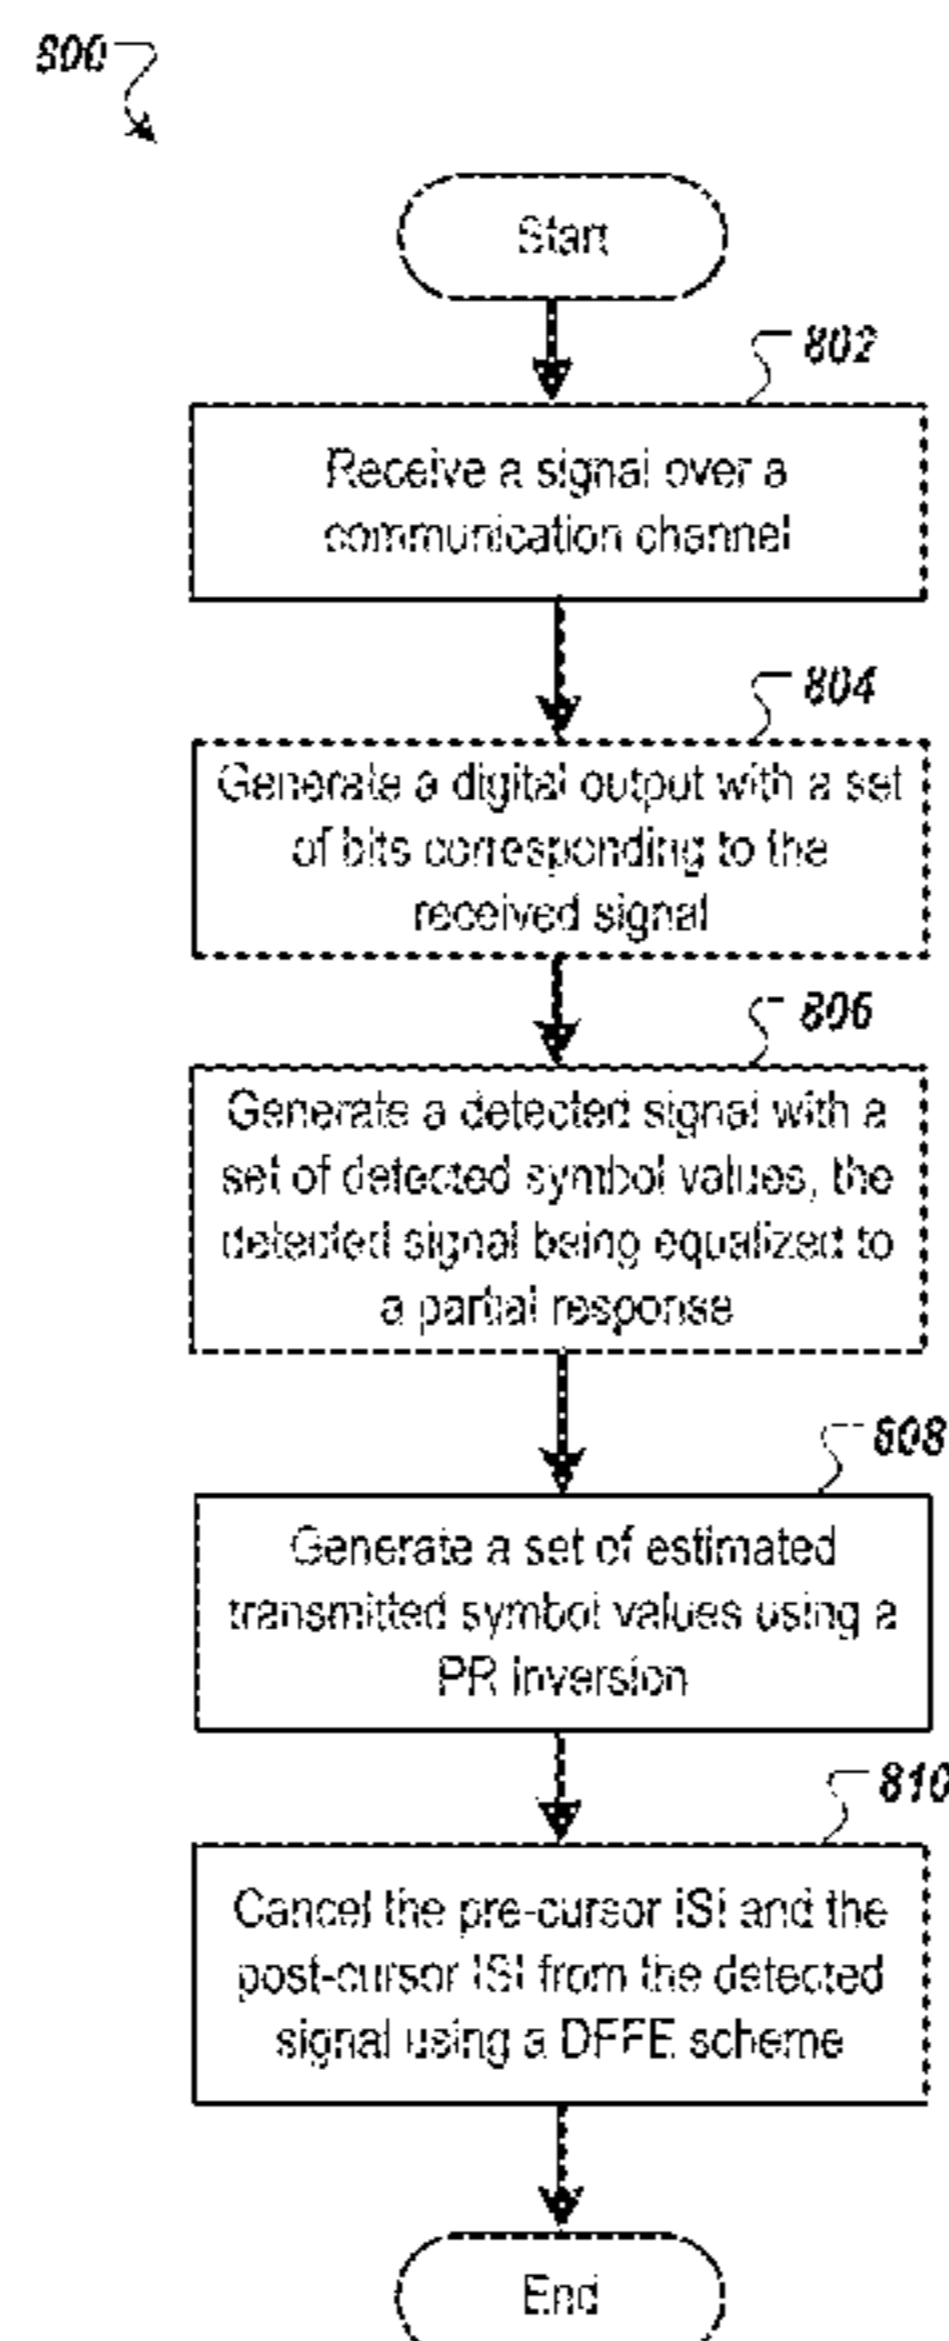 800
Start
802
Receive a signal over a
communication channel
804
Generate a digital output with a set
of bits corresponding to the
received signal
806
Generate a detected signal with a
set of detected symbol values, the
detected signal being equalized to
a partial response
808
Generate a set of estimated
transmitted symbol values using a
PR inversion
810
Cancel the pre-cursor ISI and the
post-cursor ISI from the detected
signal using a DFFE scheme
End